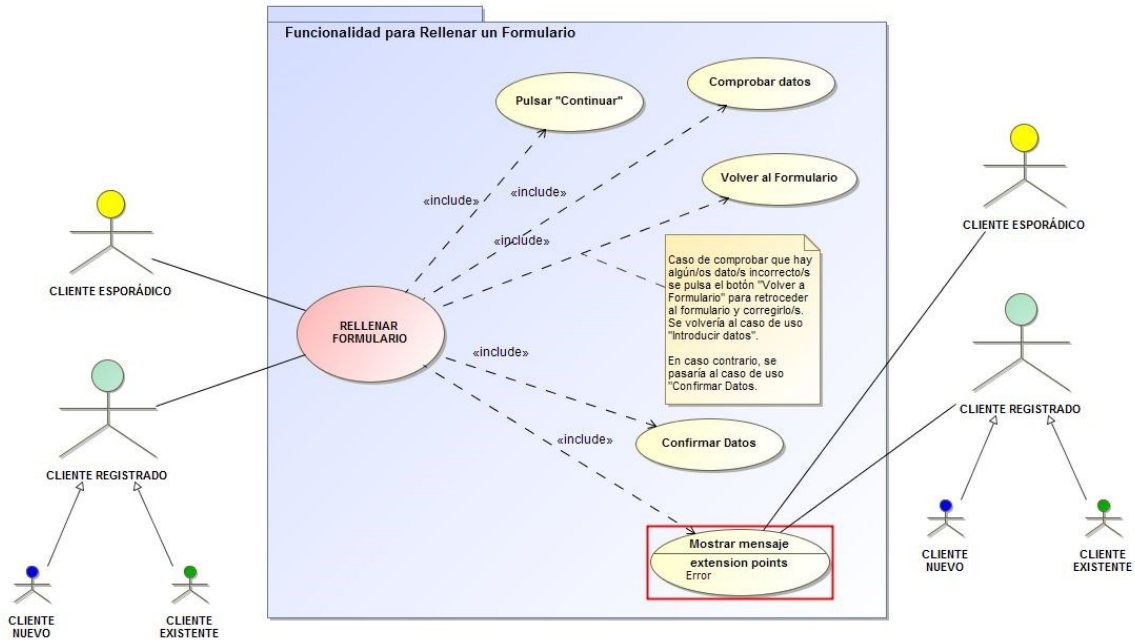 Funcionalidad para Rellenar un Formulario
Pulsar "Continuar"
Comprobar datos
Volver al Formulario
«include»
«include»
«include»
Caso de comprobar que hay
algún/os dato/s incorrecto/s
se pulsa el botón "Volver a
Formulario" para retroceder
al formulario y corregirlo/s.
Se volvería al caso de uso
"Introducir datos".
En caso contrario, se
pasaría al caso de uso
"Confirmar Datos.
CLIENTE ESPORÁDICO
RELLENAR
FORMULARIO
«include»
«include»
Confirmar Datos
CLIENTE REGISTRADO
CLIENTE
NUEVO
CLIENTE
EXISTENTE
Mostrar mensaje
extension points
Error
CLIENTE ESPORÁDICO
CLIENTE REGISTRADO
CLIENTE
NUEVO
CLIENTE
EXISTENTE